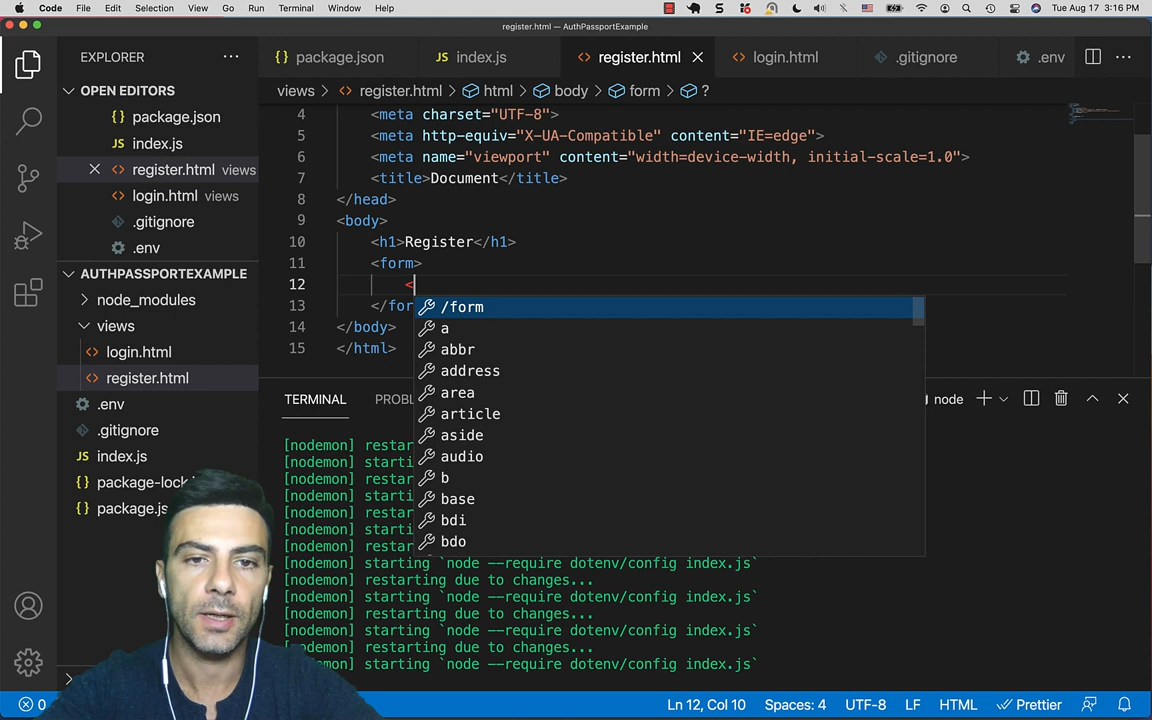 Code File Edit Selection View Go Run Terminal Window Help Tue Aug 17 3:16 PM
register.html — AuthPassportExample
EXPLORER
OPEN EDITORS
{ } package.json
JS index.js
<> register.html views
<> login.html views
.gitignore
.env
AUTHPASSPORTEXAMPLE
node_modules
views
<> login.html
<> register.html
.env
.gitignore
JS index.js
{ } package-lock.
{ } package.js
{ } package.json JS index.js <> register.html <> login.html .gitignore .env
views > <> register.html > html > body > form > ?
4 <meta charset="UTF-8">
5 <meta http-equiv="X-UA-Compatible" content="IE=edge">
6 <meta name="viewport" content="width=device-width, initial-scale=1.0">
7 <title>Document</title>
8 </head>
9 <body>
10 <h1>Register</h1>
11 <form>
12 <
13 </for
14 </body>
15 </html>
/form
a
abbr
address
area
article
aside
audio
b
base
bdi
bdo
TERMINAL PROBL node
[nodemon] restar
[nodemon] starti
[nodemon] restar
[nodemon] starti
[nodemon] restar
[nodemon] starti
[nodemon] restar
[nodemon] starting `node --require dotenv/config index.js`
[nodemon] restarting due to changes...
[nodemon] starting `node --require dotenv/config index.js`
[nodemon] restarting due to changes...
[nodemon] starting `node --require dotenv/config index.js`
[nodemon] restarting due to changes...
[nodemon] starting `node --require dotenv/config index.js`
0 Ln 12, Col 10 Spaces: 4 UTF-8 LF HTML Prettier